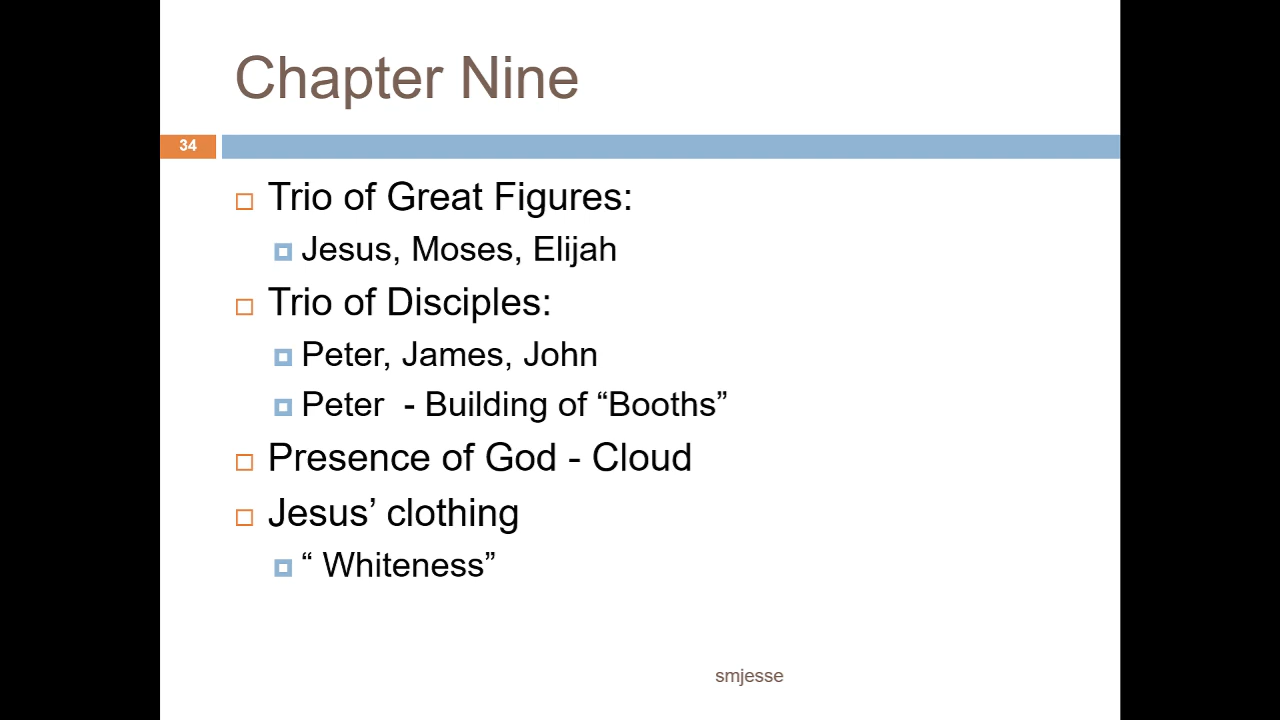 Chapter Nine
34
Trio of Great Figures:
Jesus, Moses, Elijah
Trio of Disciples:
Peter, James, John
Peter  - Building of “Booths”
Presence of God - Cloud
Jesus’ clothing
“ Whiteness”
smjesse